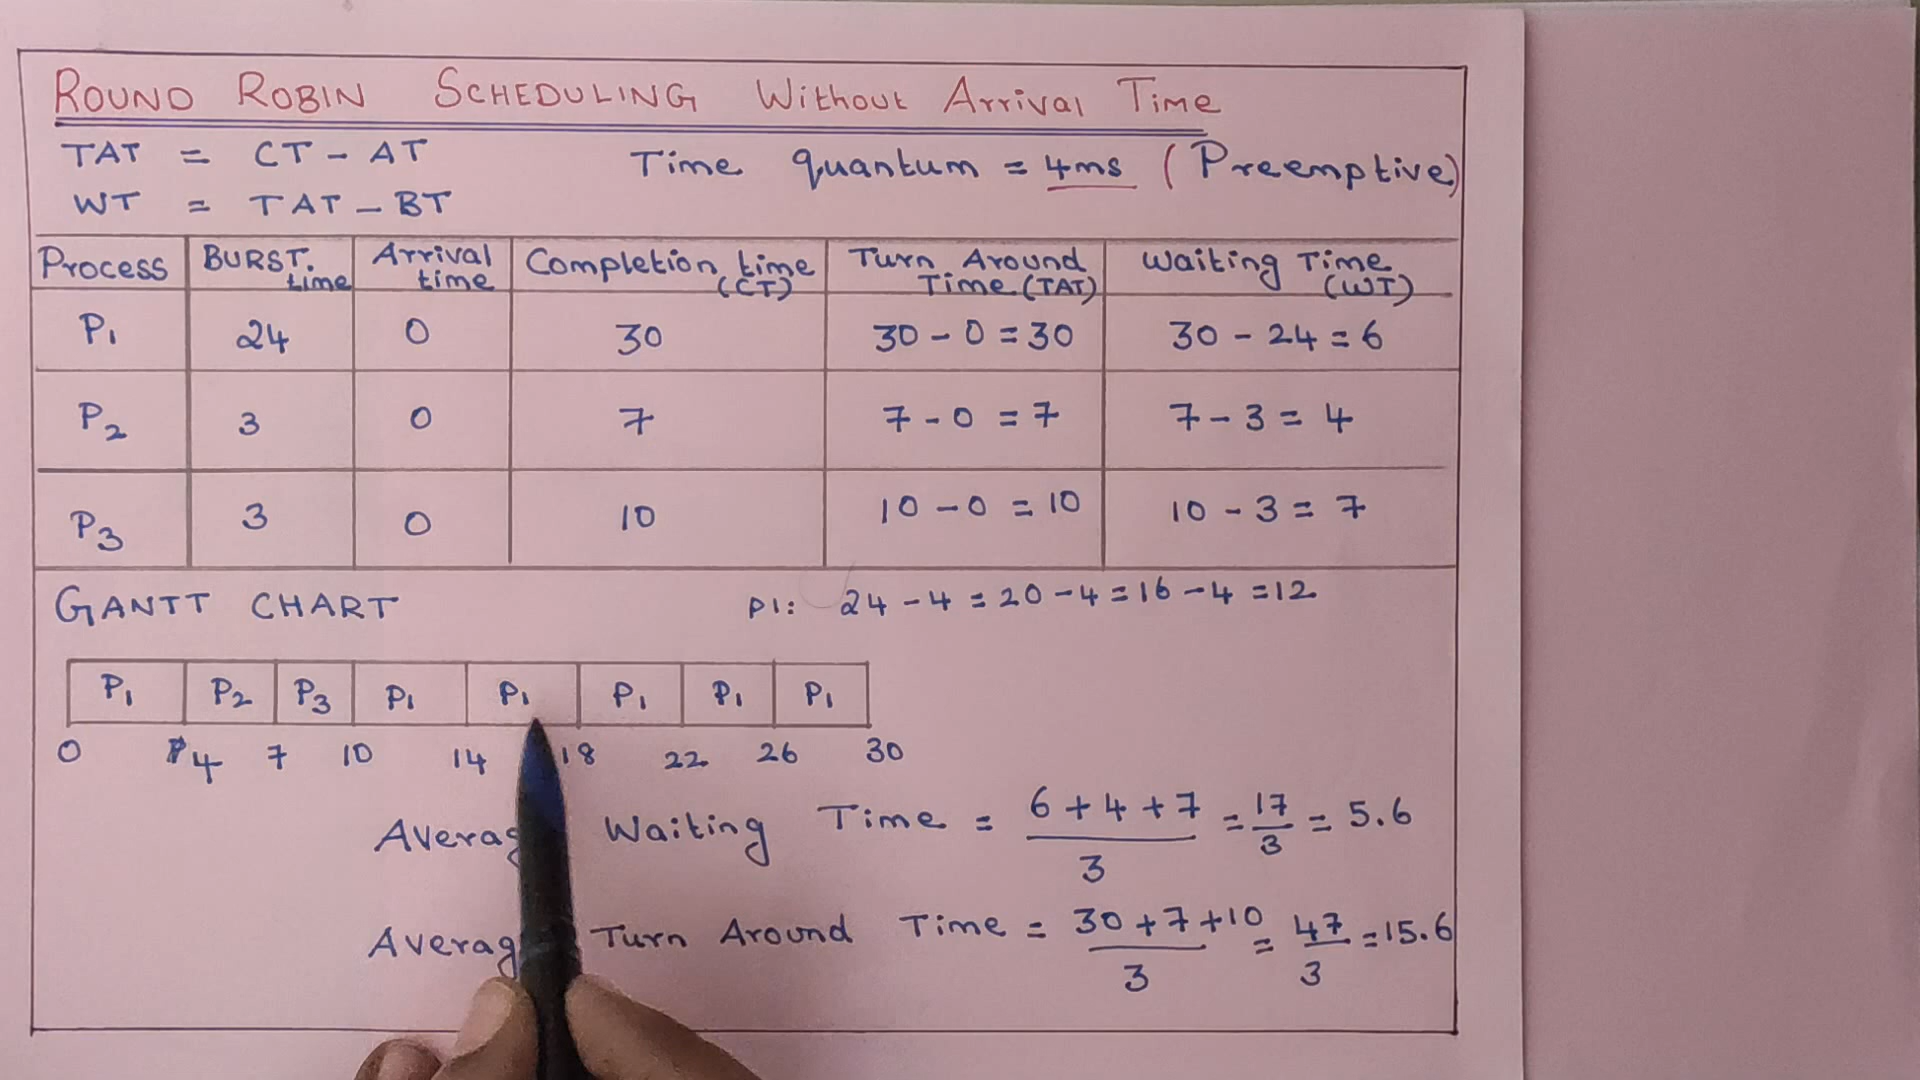 ROUND ROBIN SCHEDULING Without Arrival Time
TAT = CT - AT
Time quantum = 4ms (Preemptive)
WT = TAT - BT
Process BURST. time Arrival time Completion time (CT) Turn Around Time (TAT) Waiting Time (WT)
P1 24 0 30 30 - 0 = 30 30 - 24 = 6
P2 3 0 7 7 - 0 = 7 7 - 3 = 4
P3 3 0 10 10 - 0 = 10 10 - 3 = 7
GANTT CHART P1: 24 - 4 = 20 - 4 = 16 - 4 = 12
P1 P2 P3 P1 P1 P1 P1 P1
0 4 7 10 14 18 22 26 30
Waiting Time = 6 + 4 + 7 / 3 = 17 / 3 = 5.6
Turn Around Time = 30 + 7 + 10 / 3 = 47 / 3 = 15.6